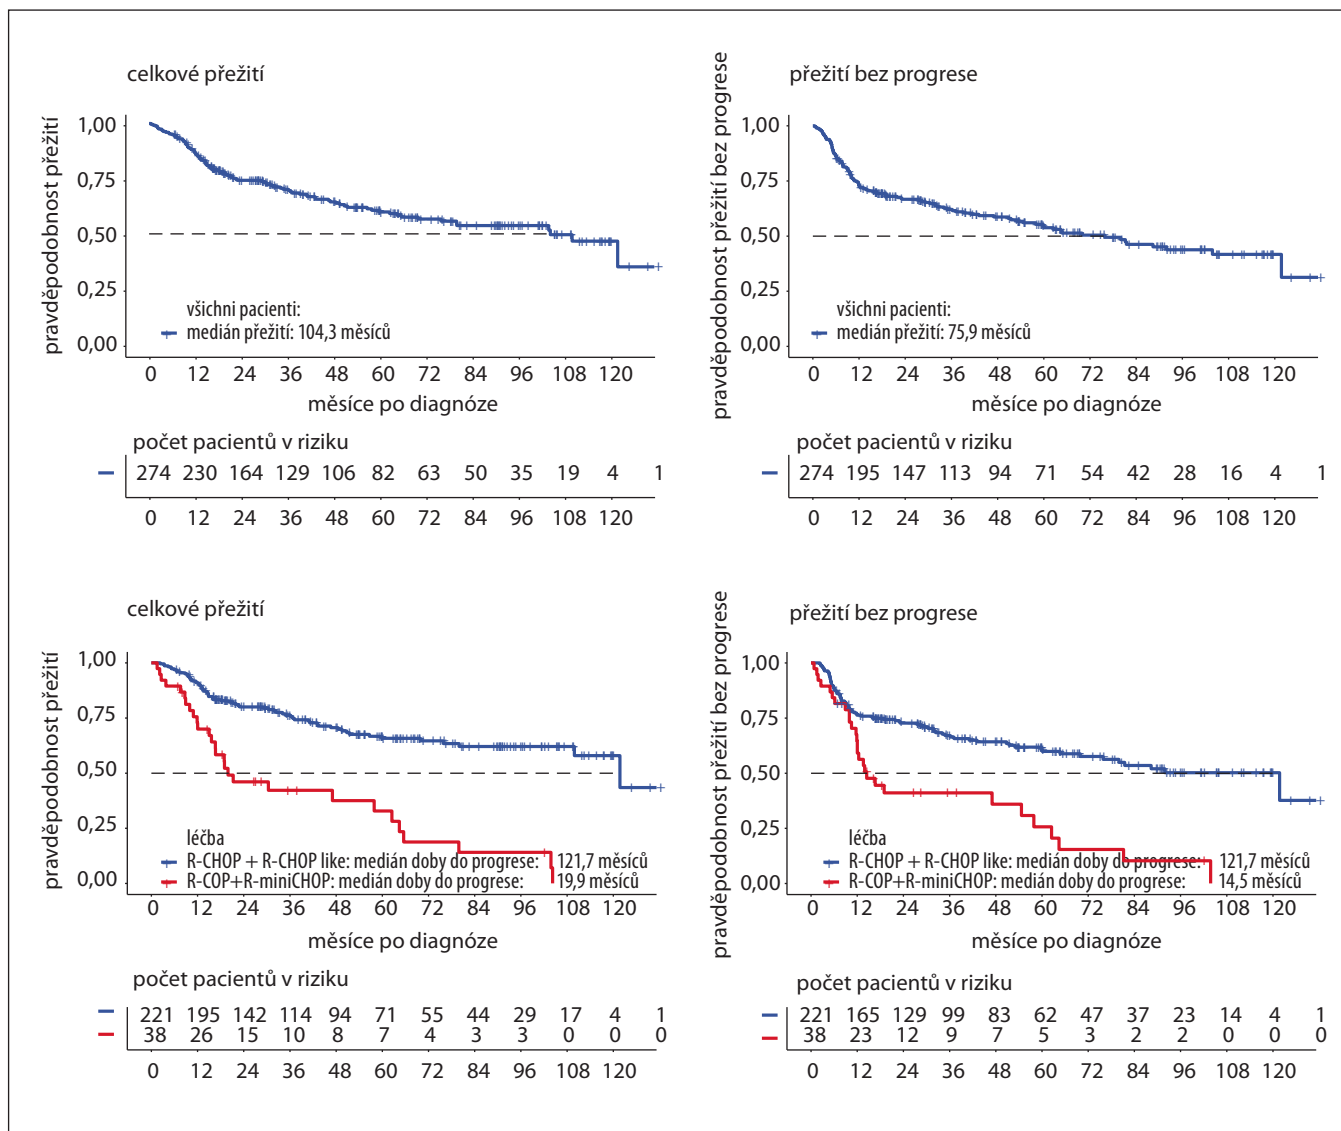 celkové přežití
pravděpodobnost přežití
1,00
0,75
0,50
0,25
0,00
všichni pacienti:
medián přežití: 104,3 měsíců
0 12 24 36 48 60 72 84 96 108 120
měsíce po diagnóze
počet pacientů v riziku
274 230 164 129 106 82 63 50 35 19 4 1
0 12 24 36 48 60 72 84 96 108 120
přežití bez progrese
pravděpodobnost přežití bez progrese
1,00
0,75
0,50
0,25
0,00
všichni pacienti:
medián přežití: 75,9 měsíců
0 12 24 36 48 60 72 84 96 108 120
měsíce po diagnóze
počet pacientů v riziku
274 195 147 113 94 71 54 42 28 16 4 1
0 12 24 36 48 60 72 84 96 108 120
celkové přežití
pravděpodobnost přežití
1,00
0,75
0,50
0,25
0,00
léčba
R-CHOP + R-CHOP like: medián doby do progrese: 121,7 měsíců
R-COP+R-miniCHOP: medián doby do progrese: 19,9 měsíců
0 12 24 36 48 60 72 84 96 108 120
měsíce po diagnóze
počet pacientů v riziku
221 195 142 114 94 71 55 44 29 17 4 1
38 26 15 10 8 7 4 3 3 0 0 0
0 12 24 36 48 60 72 84 96 108 120
přežití bez progrese
pravděpodobnost přežití bez progrese
1,00
0,75
0,50
0,25
0,00
léčba
R-CHOP + R-CHOP like: medián doby do progrese: 121,7 měsíců
R-COP+R-miniCHOP: medián doby do progrese: 14,5 měsíců
0 12 24 36 48 60 72 84 96 108 120
měsíce po diagnóze
počet pacientů v riziku
221 165 129 99 83 62 47 37 23 14 4 1
38 23 12 9 7 5 3 2 2 0 0 0
0 12 24 36 48 60 72 84 96 108 120